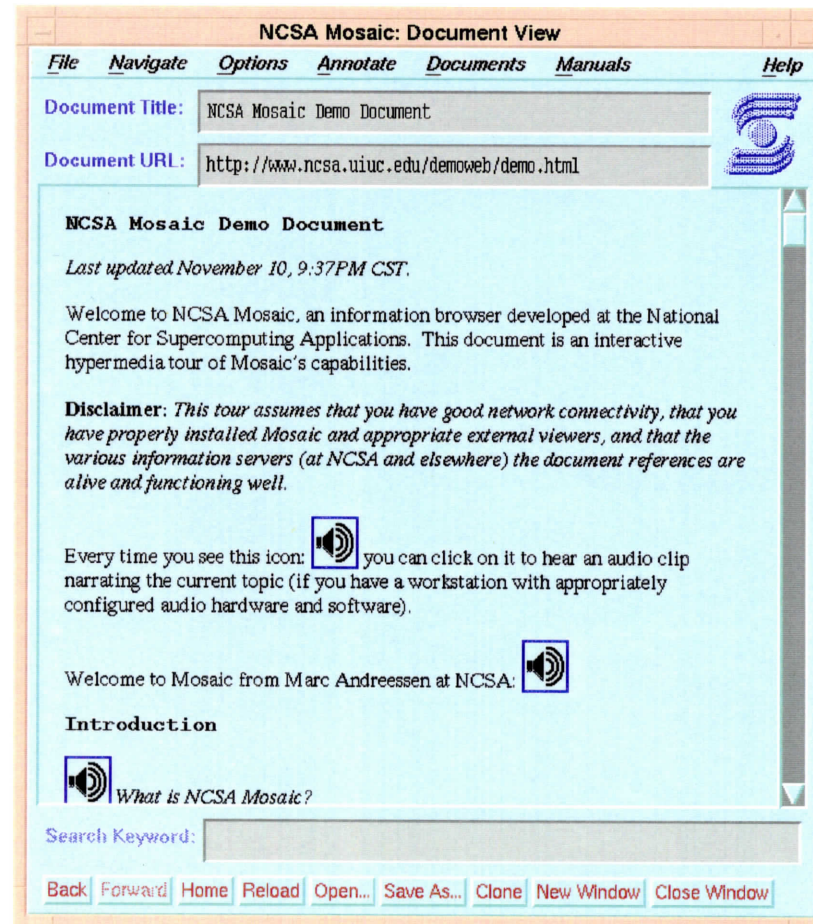 NCSA Mosaic: Document View
File Navigate Options Annotate Documents Manuals Help
Document Title: NCSA Mosaic Demo Document
Document URL: http://www.ncsa.uiuc.edu/demoweb/demo.html
NCSA Mosaic Demo Document
Last updated November 10, 9:37PM CST.
Welcome to NCSA Mosaic, an information browser developed at the National
Center for Supercomputing Applications. This document is an interactive
hypermedia tour of Mosaic's capabilities.
Disclaimer: This tour assumes that you have good network connectivity, that you
have properly installed Mosaic and appropriate external viewers, and that the
various information servers (at NCSA and elsewhere) the document references are
alive and functioning well.
Every time you see this icon: you can click on it to hear an audio clip
narrating the current topic (if you have a workstation with appropriately
configured audio hardware and software).
Welcome to Mosaic from Marc Andreessen at NCSA:
Introduction
What is NCSA Mosaic?
Search Keyword:
Back Forward Home Reload Open... Save As... Clone New Window Close Window